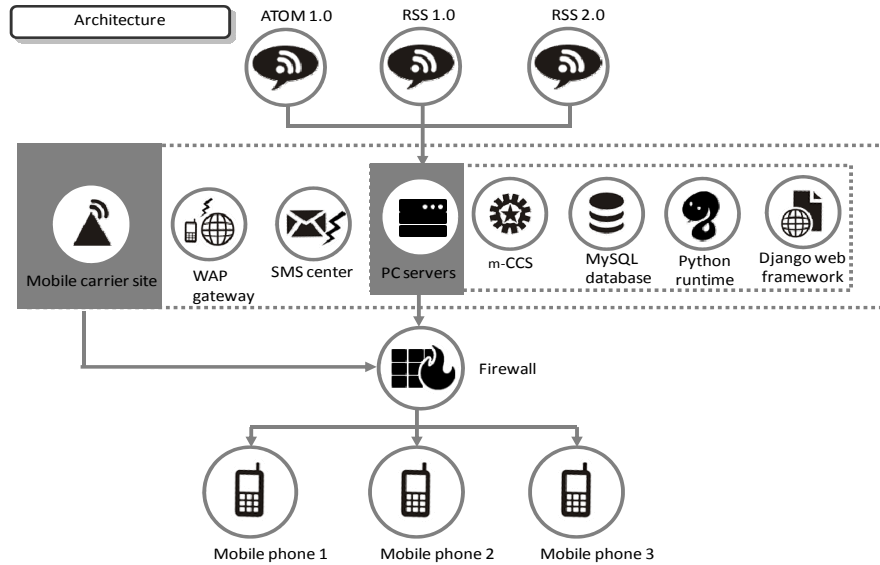 Architecture
ATOM 1.0
RSS 1.0
RSS 2.0
Mobile carrier site
WAP
gateway
SMS center
PC servers
m-CCS
MySQL
database
Python
runtime
Django web
framework
Firewall
Mobile phone 1
Mobile phone 2
Mobile phone 3